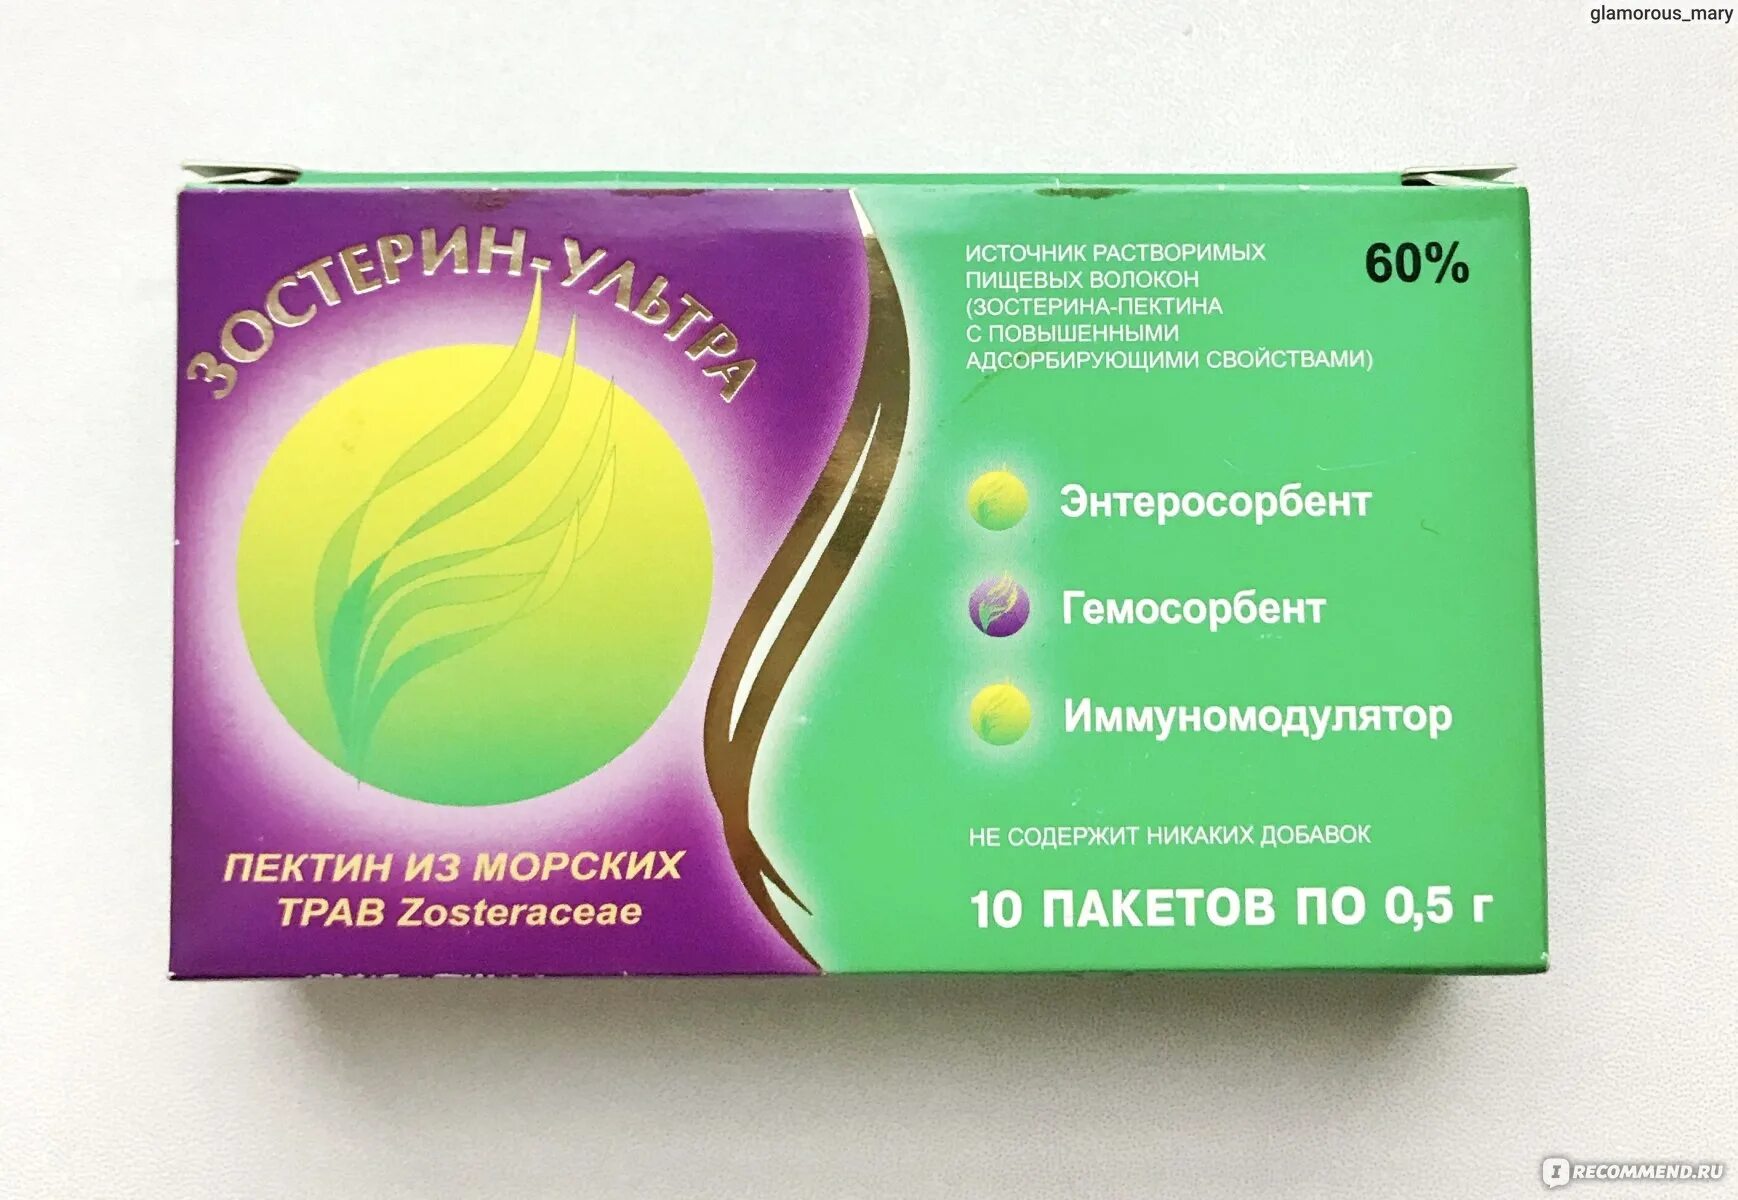 glamorous_mary
ЗОСТЕРИН-УЛЬТРА
ПЕКТИН ИЗ МОРСКИХ
ТРАВ Zosteraceae
60%
ИСТОЧНИК РАСТВОРИМЫХ
ПИЩЕВЫХ ВОЛОКОН
(ЗОСТЕРИНА-ПЕКТИНА
С ПОВЫШЕННЫМИ
АДСОРБИРУЮЩИМИ СВОЙСТВАМИ)
Энтеросорбент
Гемосорбент
Иммуномодулятор
НЕ СОДЕРЖИТ НИКАКИХ ДОБАВОК
10 ПАКЕТОВ ПО 0,5 г
I RECOMMEND.RU